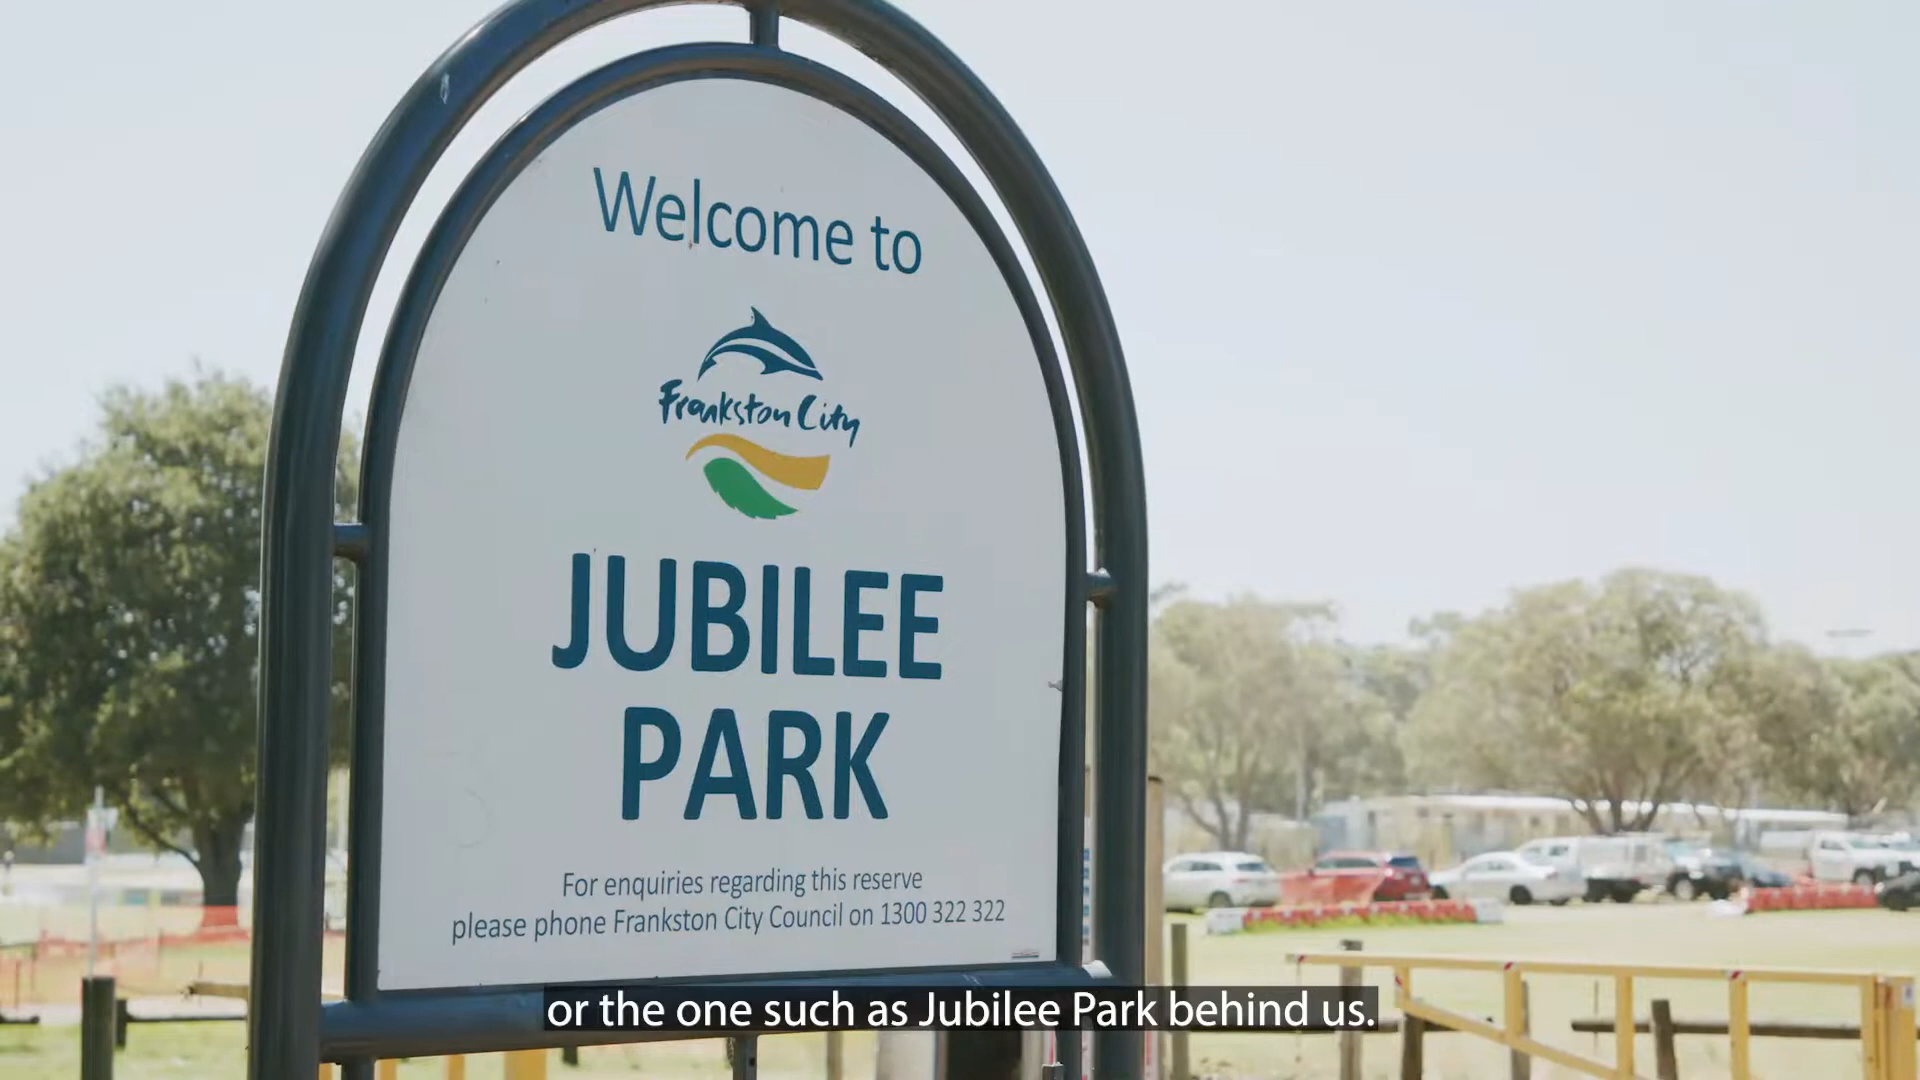 Welcome to
Frankston City
JUBILEE
PARK
For enquiries regarding this reserve
please phone Frankston City Council on 1300 322 322
or the one such as Jubilee Park behind us.